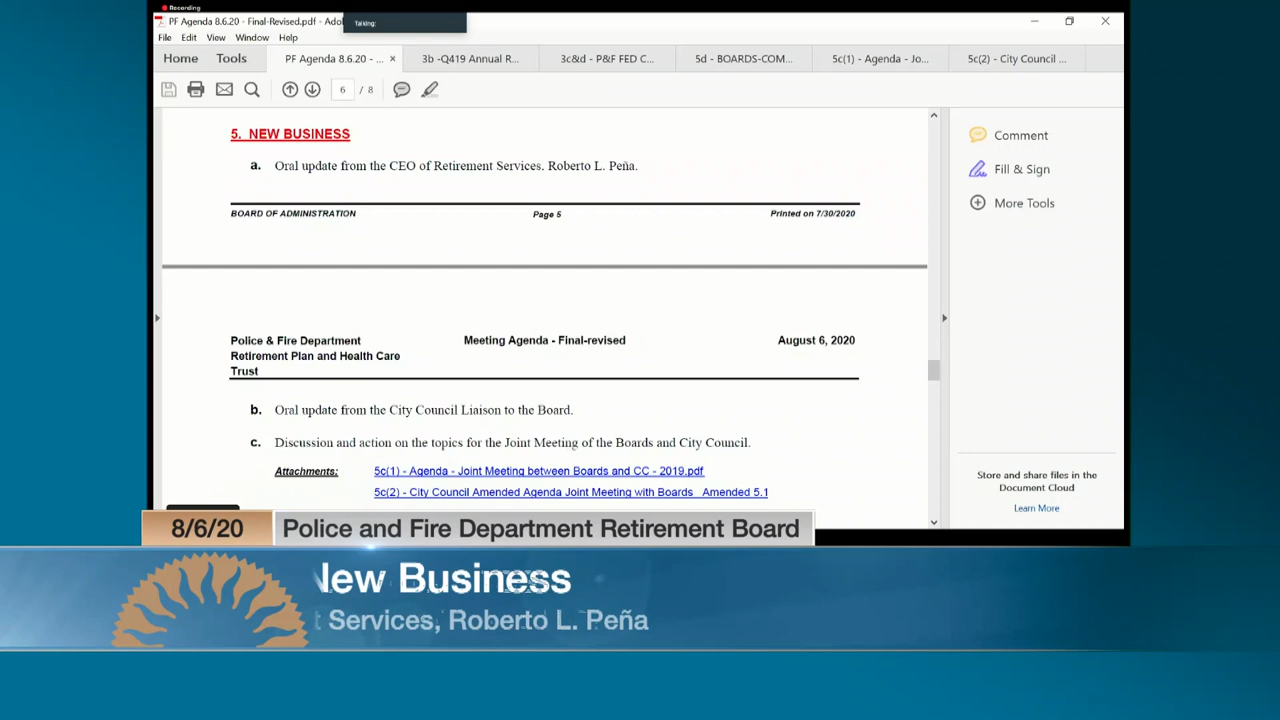 Recording
PF Agenda 8.6.20 - Final-Revised.pdf - Adob
Talking:
File Edit View Window Help
Home Tools PF Agenda 8.6.20 - ... × 3b -Q419 Annual R... 3c&d - P&F FED C... 5d - BOARDS-COM... 5c(1) - Agenda - Jo... 5c(2) - City Council ...
6 / 8
5. NEW BUSINESS
a. Oral update from the CEO of Retirement Services. Roberto L. Peña.
BOARD OF ADMINISTRATION Page 5 Printed on 7/30/2020
Police & Fire Department Meeting Agenda - Final-revised August 6, 2020
Retirement Plan and Health Care
Trust
b. Oral update from the City Council Liaison to the Board.
c. Discussion and action on the topics for the Joint Meeting of the Boards and City Council.
Attachments: 5c(1) - Agenda - Joint Meeting between Boards and CC - 2019.pdf
5c(2) - City Council Amended Agenda Joint Meeting with Boards_ Amended 5.1
Comment
Fill & Sign
More Tools
Store and share files in the
Document Cloud
Learn More
8/6/20 Police and Fire Department Retirement Board
New Business
t Services, Roberto L. Peña